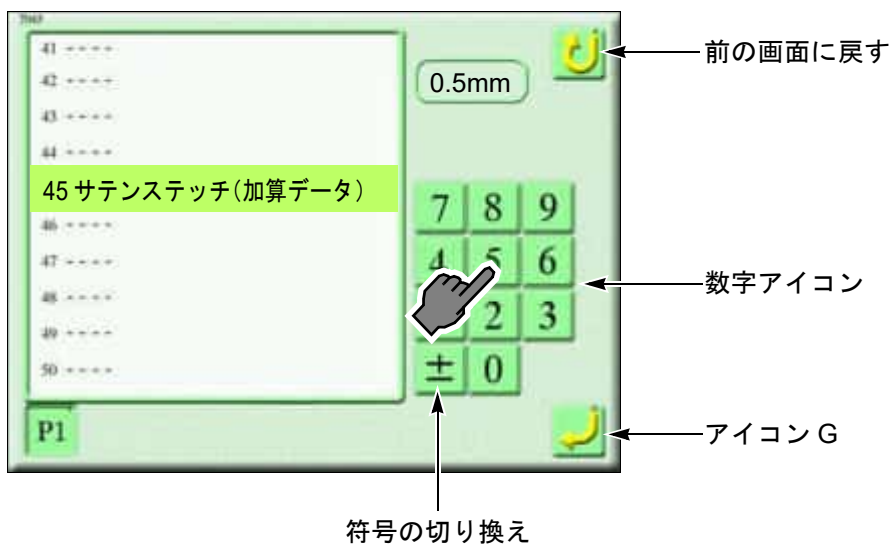 41 ----
42 ----
43 ----
44 ----
45 サテンステッチ（加算データ）
46 ----
47 ----
48 ----
49 ----
50 ----
P1
0.5mm
7 8 9
4 5 6
2 3
± 0
前の画面に戻す
数字アイコン
アイコン G
符号の切り換え